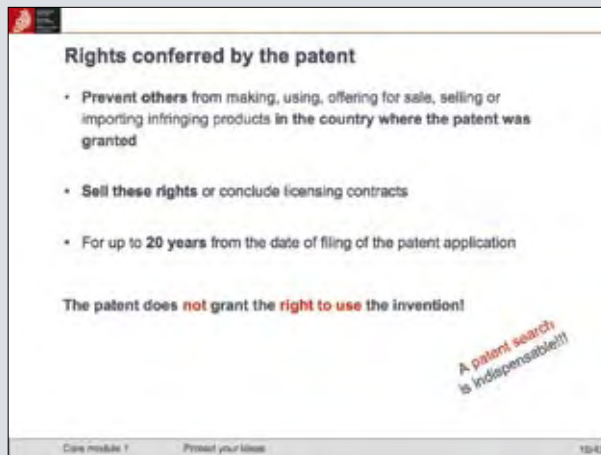 Rights conferred by the patent
• Prevent others from making, using, offering for sale, selling or
importing infringing products in the country where the patent was
granted
• Sell these rights or conclude licensing contracts
• For up to 20 years from the date of filing of the patent application
The patent does not grant the right to use the invention!
A patent search
is indispensable!!!
Core module 1 Protect your ideas